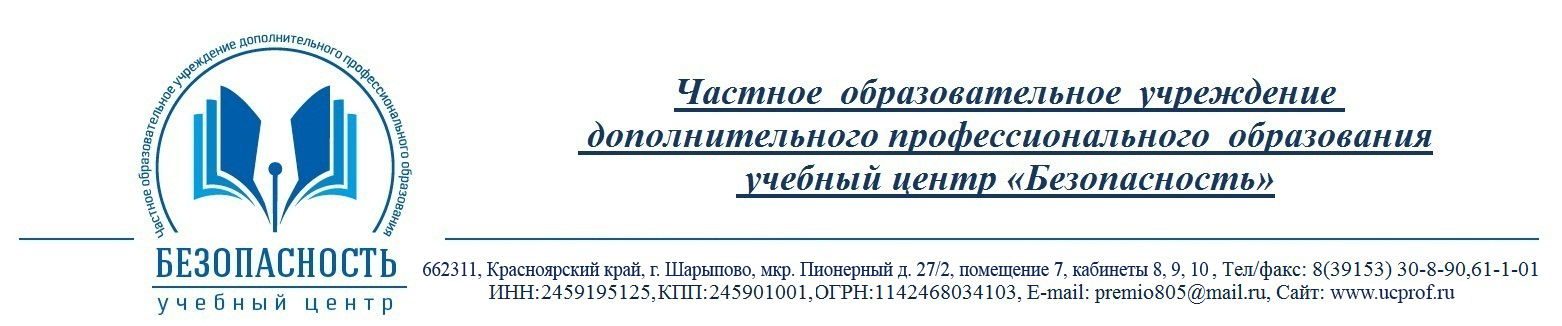 Частное образовательное учреждение дополнительного профессионального образования
БЕЗОПАСНОСТЬ
учебный центр
Частное образовательное учреждение
дополнительного профессионального образования
учебный центр «Безопасность»
662311, Красноярский край, г. Шарыпово, мкр. Пионерный д. 27/2, помещение 7, кабинеты 8, 9, 10 , Тел/факс: 8(39153) 30-8-90,61-1-01
ИНН:2459195125,КПП:245901001,ОГРН:1142468034103, E-mail: premio805@mail.ru, Сайт: www.ucprof.ru